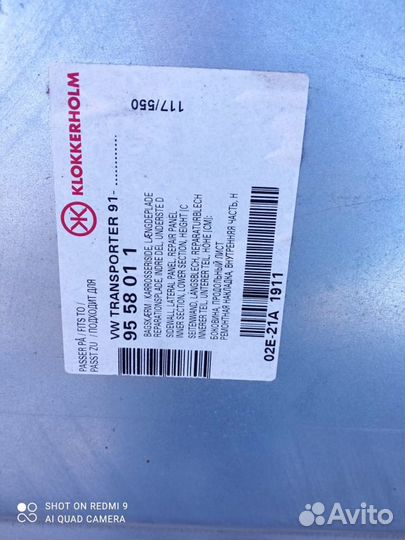 KLOKKERHOLM
117/550
PASSER PÅ / FITS TO /
PASST ZU / ПОДХОДИТ ДЛЯ
VW TRANSPORTER 91- ..............
95 58 01 1
BAGSKÆRM. KARROSSERISIDE, LÆNGDEPLADE
REPARATIONSPLADE, INDRE DEL, UNDERSTE D
SIDEWALL, LATERAL PANEL, REPAIR PANEL
INNER SECTION, LOWER SECTION, HEIGHT [C
SEITENWAND, LÄNGSBLECH, REPARATURBLECH
INNERER TEIL, UNTERER TEIL, HÖHE [CM]:
БОКОВИНА, ПРОДОЛЬНЫЙ ЛИСТ
РЕМОНТНАЯ НАКЛАДКА, ВНУТРЕННЯЯ ЧАСТЬ, Н
02E-21A 1911
SHOT ON REDMI 9
AI QUAD CAMERA
Avito